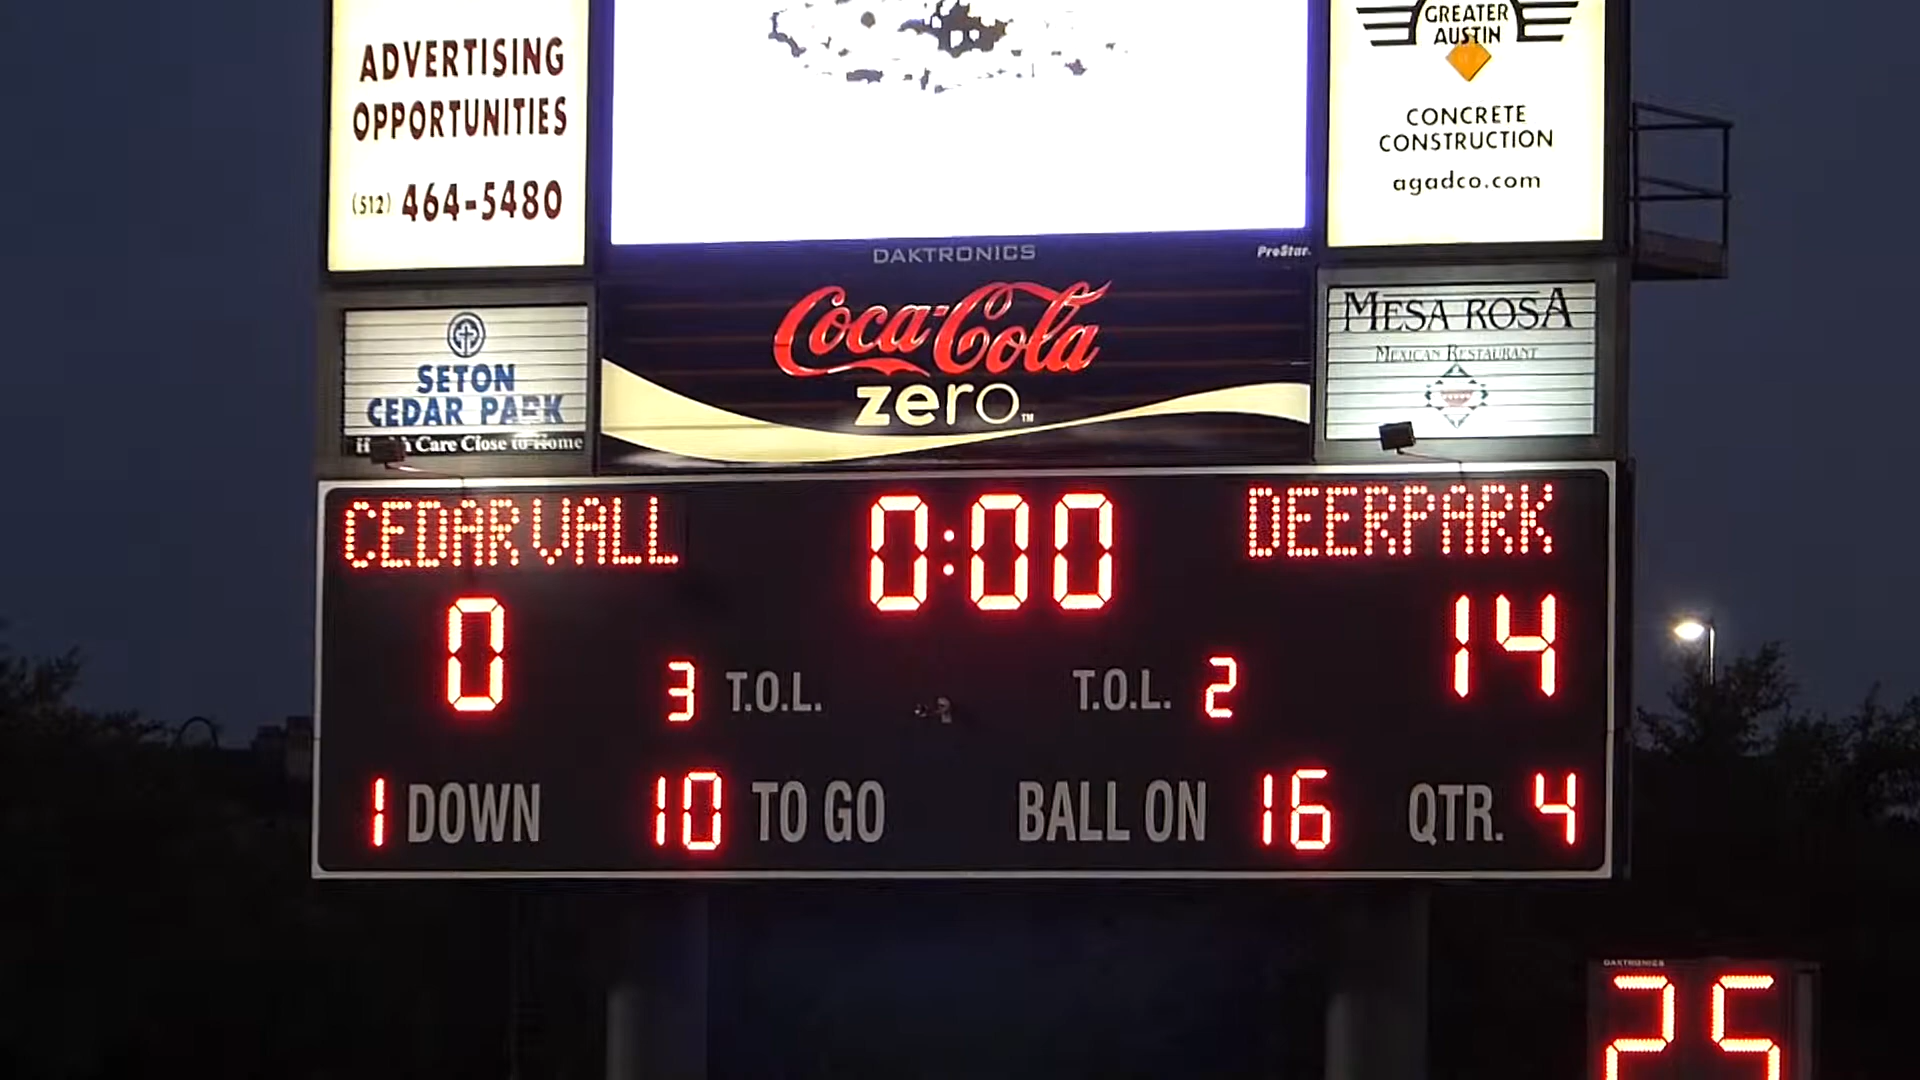 ADVERTISING
OPPORTUNITIES
(512) 464-5480
GREATER
AUSTIN
CONCRETE
CONSTRUCTION
agadco.com
DAKTRONICS
ProStar
Coca-Cola
zero™
SETON
CEDAR PARK
Care Close to Home
MESA ROSA
MEXICAN RESTAURANT
CEDARVALL 0:00 DEERPARK
0 14
3 T.O.L. T.O.L. 2
1 DOWN 10 TO GO BALL ON 16 QTR. 4
DAKTRONICS
25